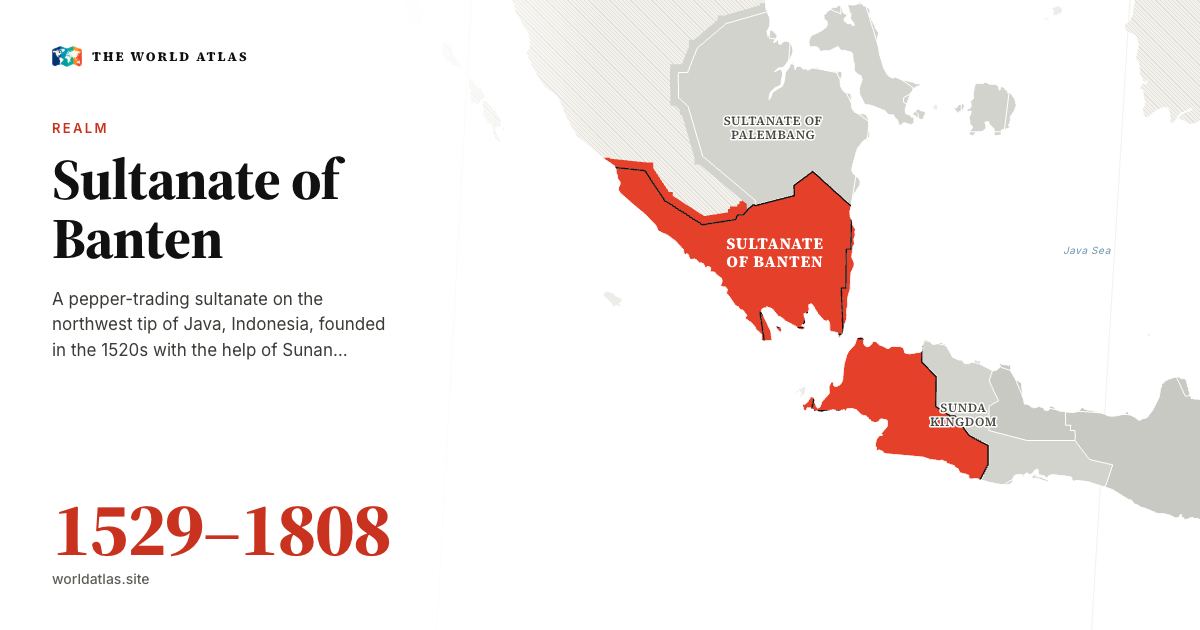 THE WORLD ATLAS
REALM
Sultanate of
Banten
A pepper-trading sultanate on the
northwest tip of Java, Indonesia, founded
in the 1520s with the help of Sunan...
1529–1808
worldatlas.site
SULTANATE OF
PALEMBANG
SULTANATE
OF BANTEN
Java Sea
SUNDA
KINGDOM